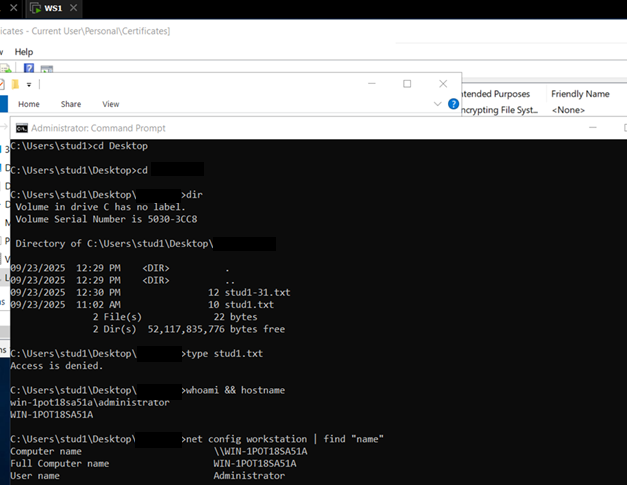 WS1
icates - Current User\Personal\Certificates]
Help
Home Share View
ntended Purposes Friendly Name
ncrypting File Syst... <None>
Administrator: Command Prompt
C:\Users\stud1>cd Desktop
C:\Users\stud1\Desktop>cd
C:\Users\stud1\Desktop\ >dir
Volume in drive C has no label.
Volume Serial Number is 5030-3CC8
Directory of C:\Users\stud1\Desktop\
09/23/2025 12:29 PM <DIR> .
09/23/2025 12:29 PM <DIR> ..
09/23/2025 12:30 PM 12 stud1-31.txt
09/23/2025 11:02 AM 10 stud1.txt
2 File(s) 22 bytes
2 Dir(s) 52,117,835,776 bytes free
C:\Users\stud1\Desktop\ >type stud1.txt
Access is denied.
C:\Users\stud1\Desktop\ >whoami && hostname
win-1pot18sa51a\administrator
WIN-1POT18SA51A
C:\Users\stud1\Desktop\ >net config workstation | find "name"
Computer name \\WIN-1POT18SA51A
Full Computer name WIN-1POT18SA51A
User name Administrator